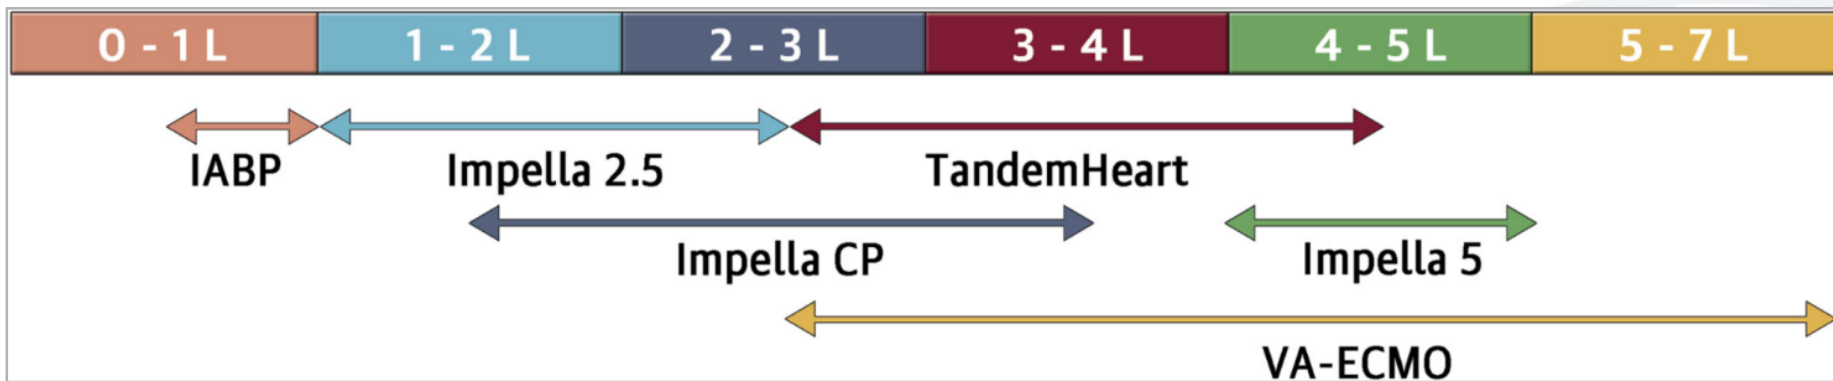 0 - 1 L 1 - 2 L 2 - 3 L 3 - 4 L 4 - 5 L 5 - 7 L
IABP Impella 2.5 TandemHeart
Impella CP Impella 5
VA-ECMO